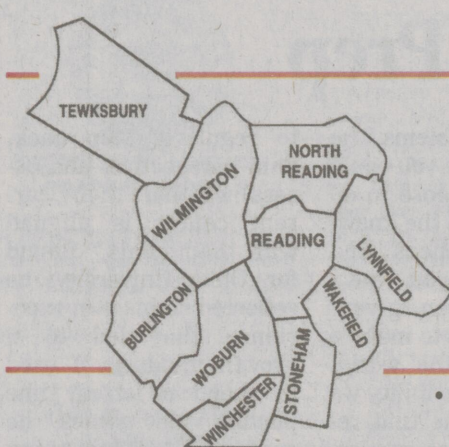 TEWKSBURY
WILMINGTON
NORTH
READING
READING
LYNNFIELD
WAKEFIELD
BURLINGTON
WOBURN
STONEHAM
WINCHESTER